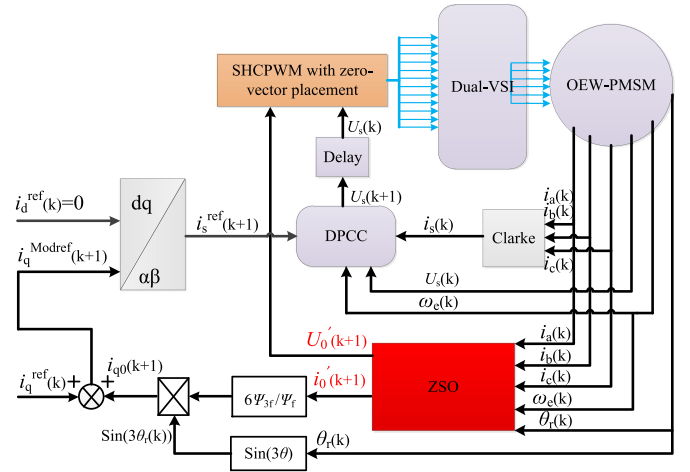 SHCPWM with zero-
vector placement
Dual-VSI
OEW-PMSM
U_s(k)
Delay
U_s(k+1)
i_d^ref(k)=0
dq
αβ
i_s^ref(k+1)
DPCC
i_s(k)
Clarke
i_a(k)
i_b(k)
i_c(k)
i_q^Modref(k+1)
U_s(k)
ω_e(k)
U_0′(k+1)
i_0′(k+1)
ZSO
i_a(k)
i_b(k)
i_c(k)
ω_e(k)
θ_r(k)
i_q^ref(k)
+
+
i_q0(k+1)
6Ψ_3f/Ψ_f
Sin(3θ_r(k))
Sin(3θ)
θ_r(k)